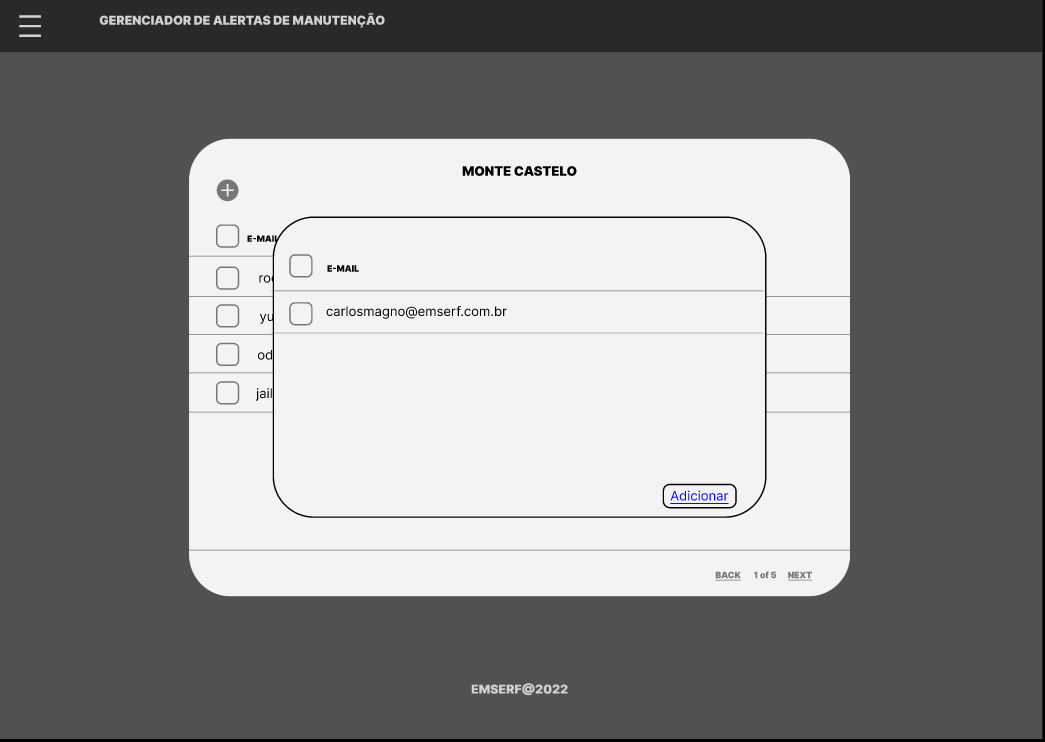 GERENCIADOR DE ALERTAS DE MANUTENÇÃO
MONTE CASTELO
E-MAIL
E-MAIL
carlosmagno@emserf.com.br
yu
od
jail
Adicionar
BACK 1 of 5 NEXT
EMSERF@2022